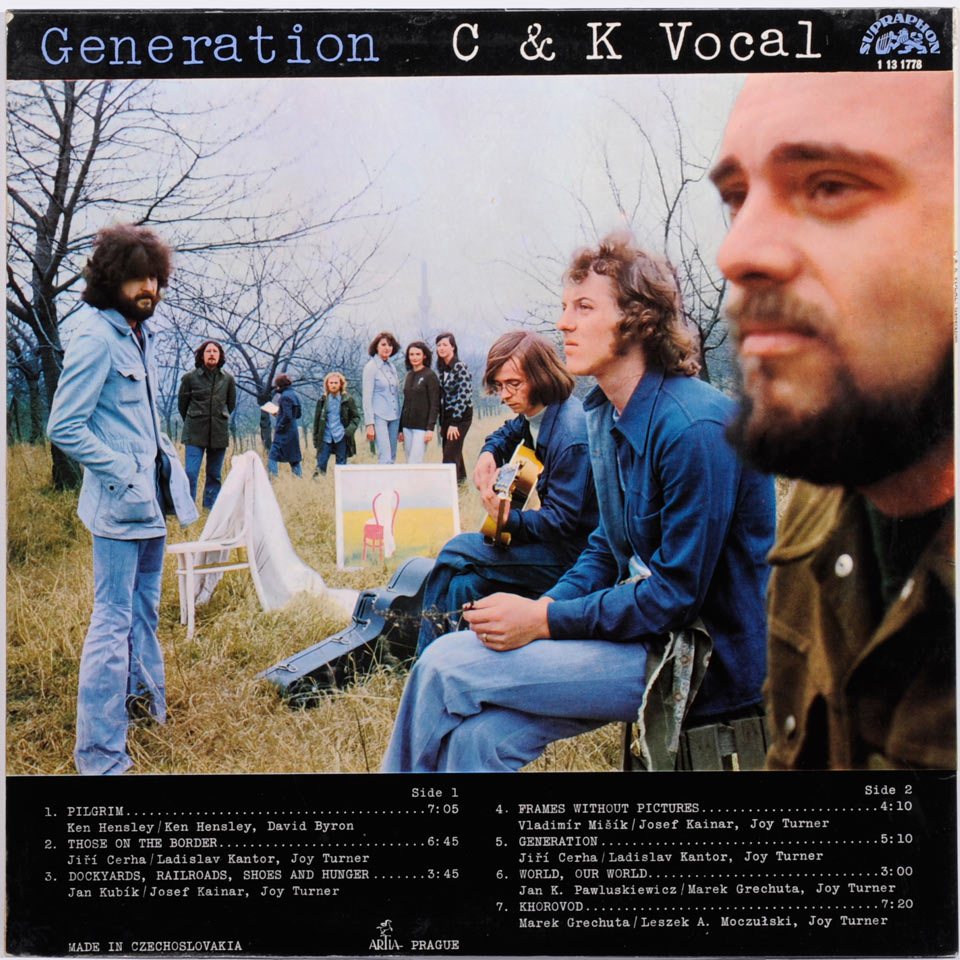 Generation C & K Vocal
SUPRAPHON
1 13 1778
Side 1
1. PILGRIM 7:05
Ken Hensley/Ken Hensley, David Byron
2. THOSE ON THE BORDER 6:45
Jiří Cerha/Ladislav Kantor, Joy Turner
3. DOCKYARDS, RAILROADS, SHOES AND HUNGER 3:45
Jan Kubík/Josef Kainar, Joy Turner
Side 2
4. FRAMES WITHOUT PICTURES 4:10
Vladimír Mišík/Josef Kainar, Joy Turner
5. GENERATION 5:10
Jiří Cerha/Ladislav Kantor, Joy Turner
6. WORLD, OUR WORLD 3:00
Jan K. Pawluskiewicz/Marek Grechuta, Joy Turner
7. KHOROVOD 7:20
Marek Grechuta/Leszek A. Moczułski, Joy Turner
MADE IN CZECHOSLOVAKIA
ARTIA PRAGUE